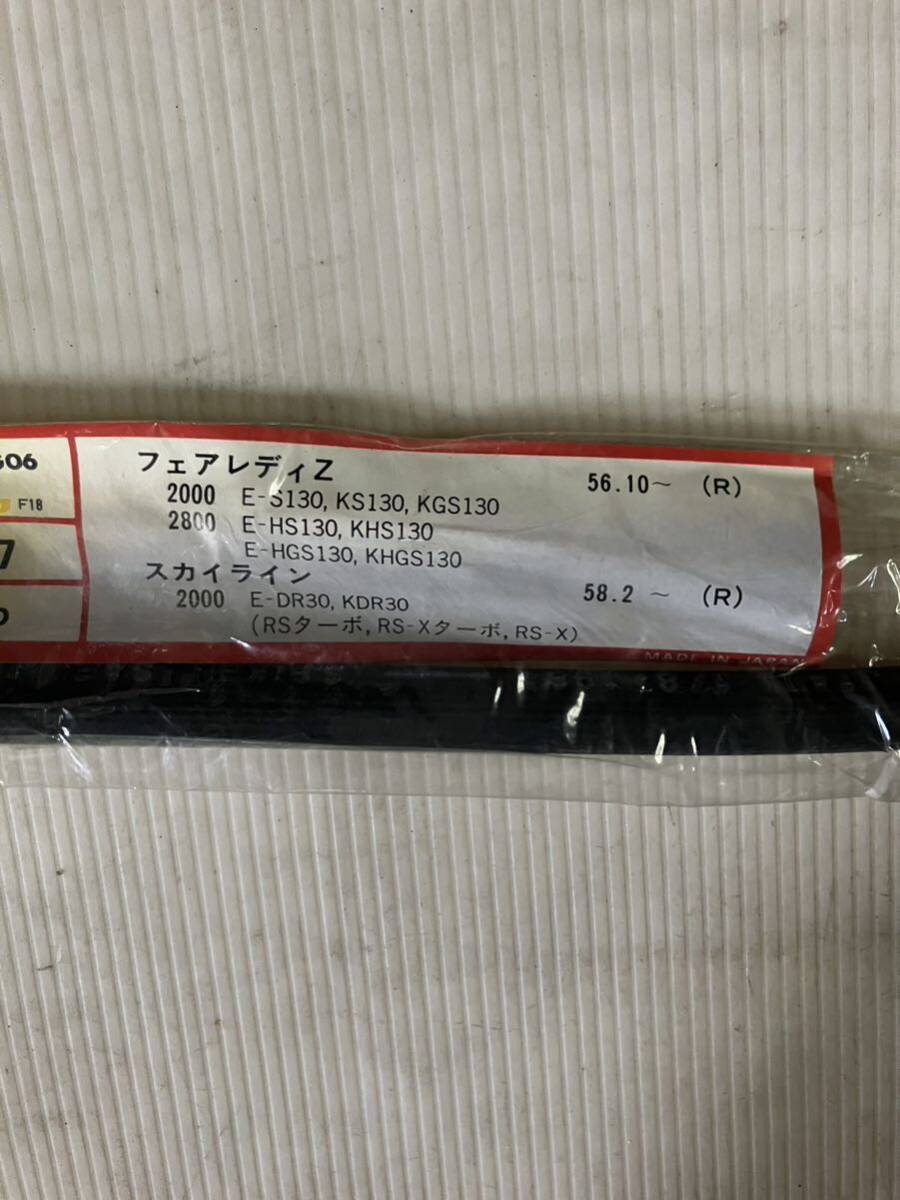 606
F18
7
フェアレディZ 56.10～ (R)
2000 E-S130, KS130, KGS130
2800 E-HS130, KHS130
E-HGS130, KHGS130
スカイライン 58.2 ～ (R)
2000 E-DR30, KDR30
(RSターボ, RS-Xターボ, RS-X)
MADE IN JAPAN